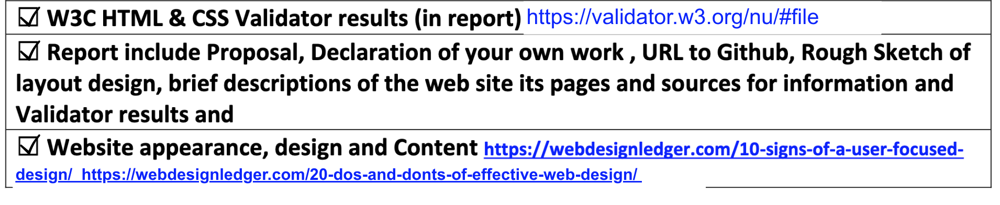 ☑ W3C HTML & CSS Validator results (in report) https://validator.w3.org/nu/#file
☑ Report include Proposal, Declaration of your own work , URL to Github, Rough Sketch of
layout design, brief descriptions of the web site its pages and sources for information and
Validator results and
☑ Website appearance, design and Content https://webdesignledger.com/10-signs-of-a-user-focused-
design/ https://webdesignledger.com/20-dos-and-donts-of-effective-web-design/